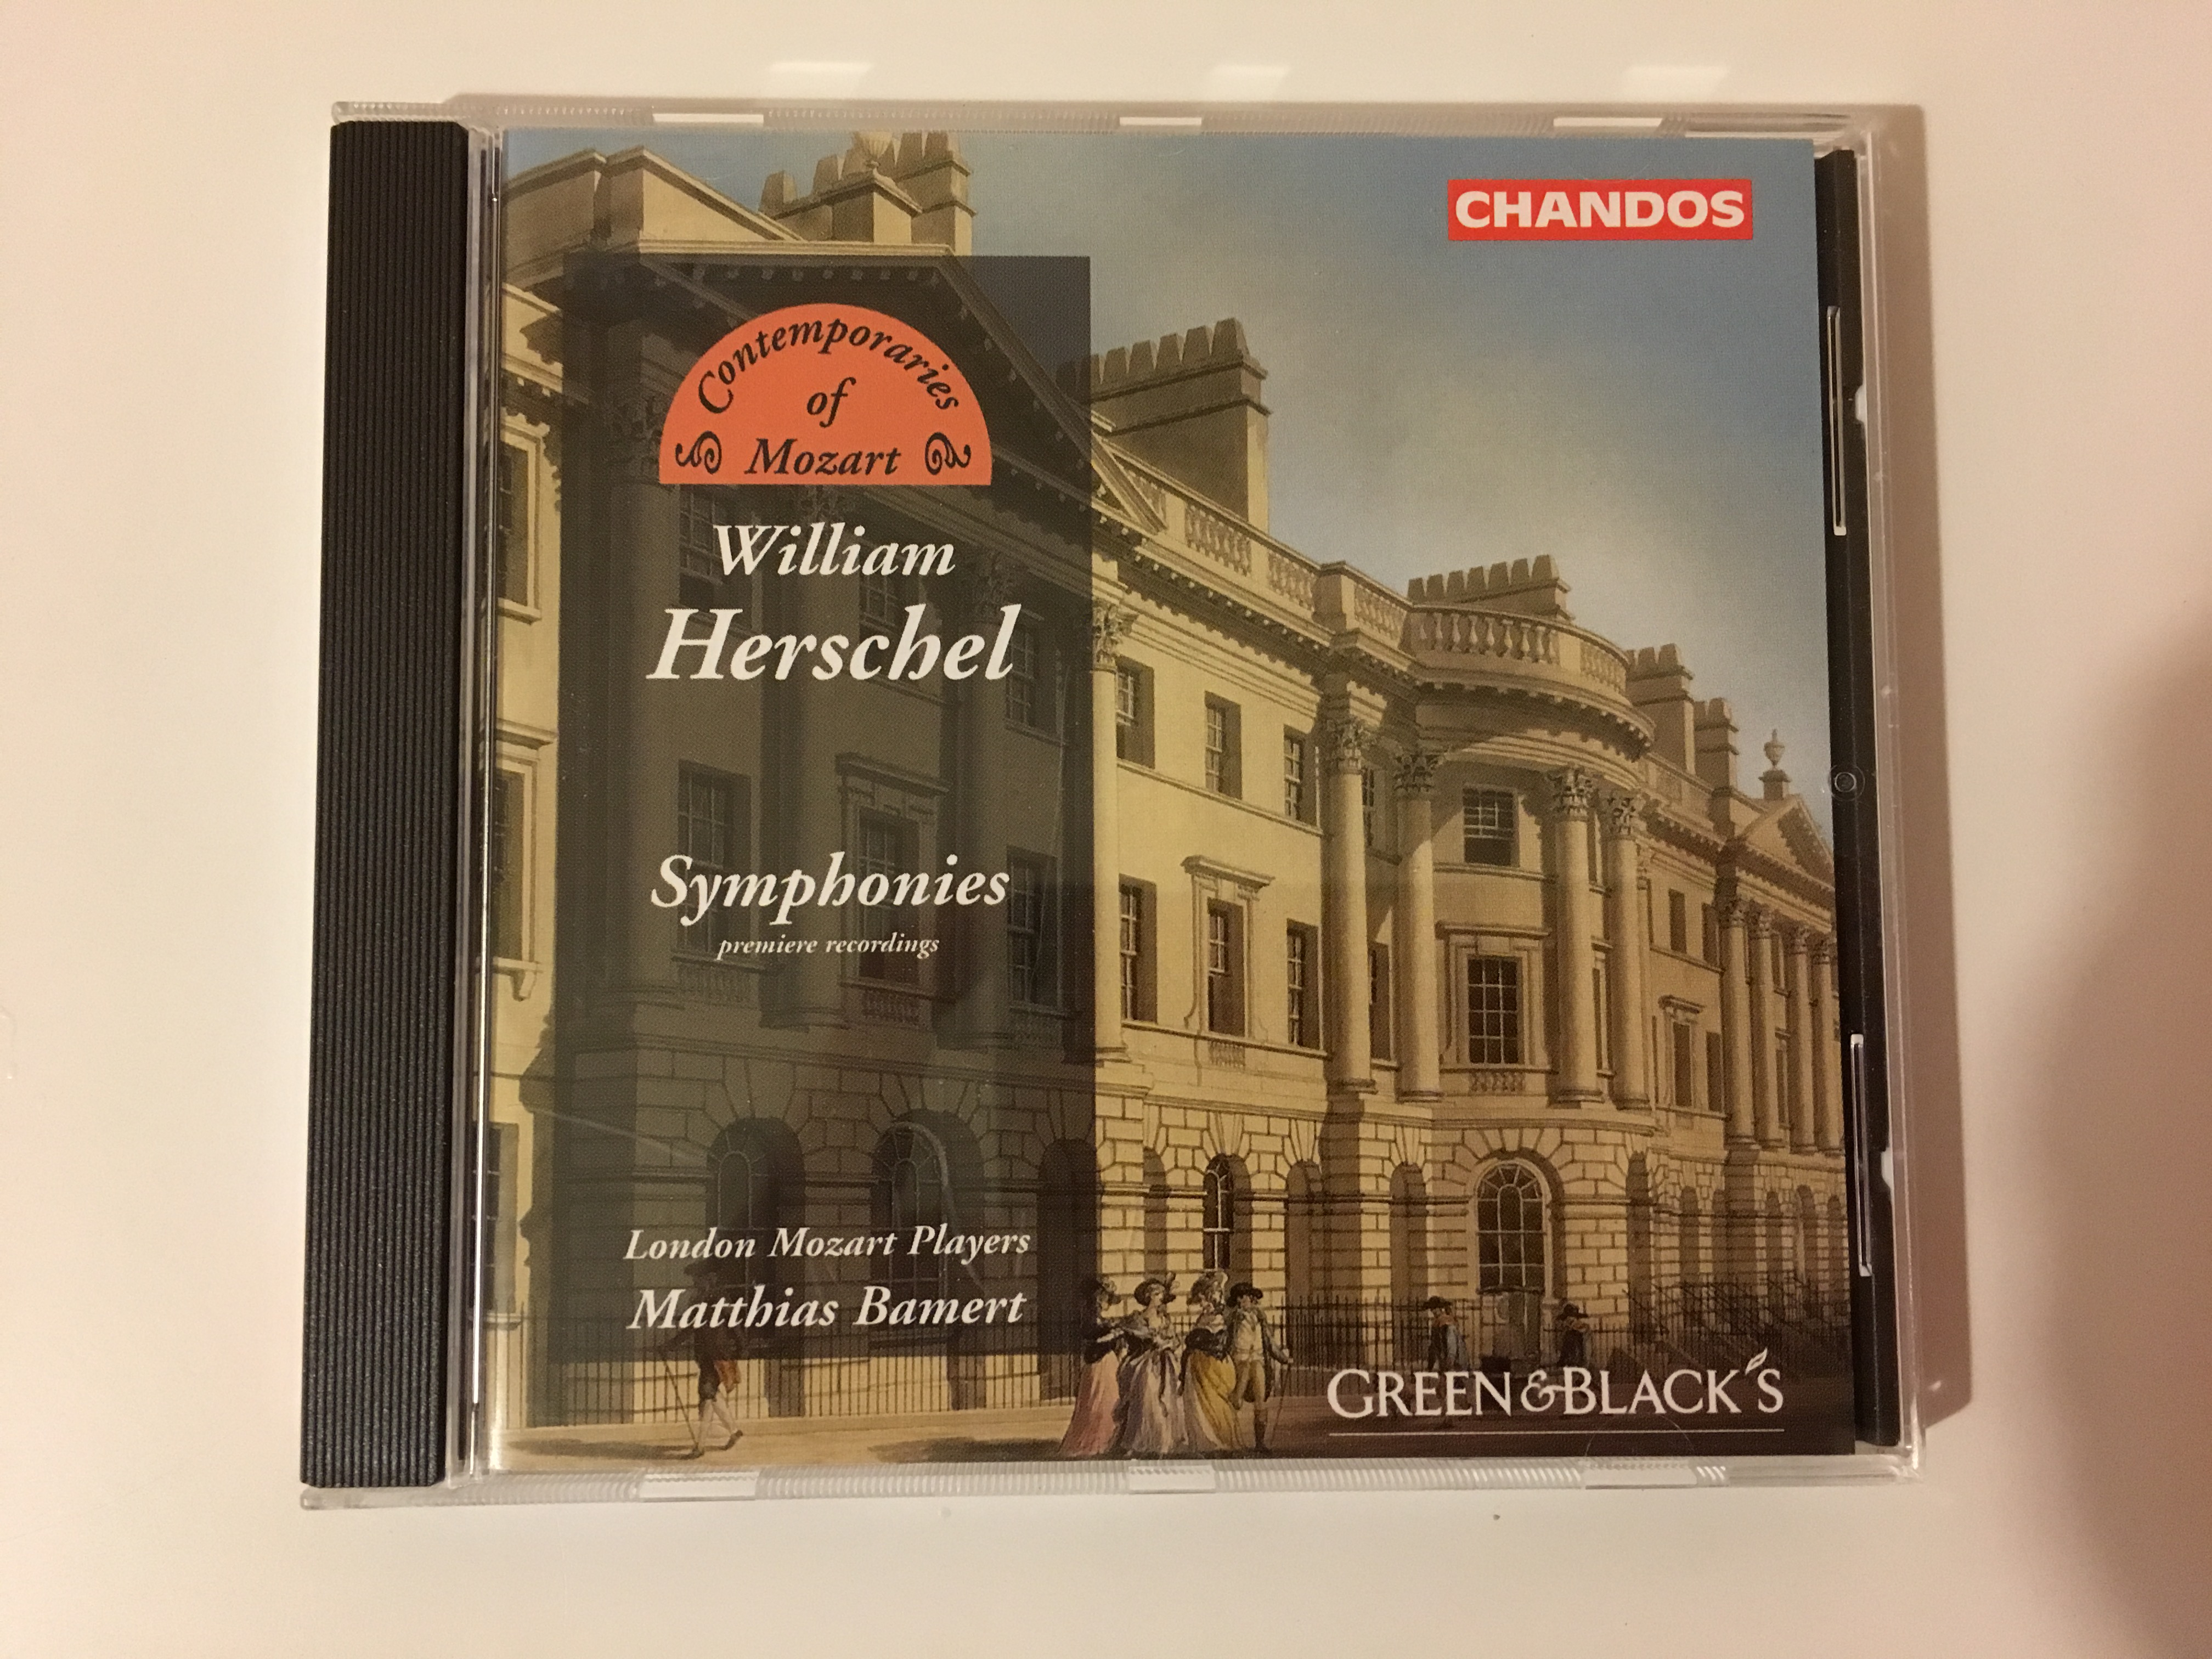 CHANDOS
Contemporaries
of
Mozart
William
Herschel
Symphonies
premiere recordings
London Mozart Players
Matthias Bamert
GREEN&BLACK'S